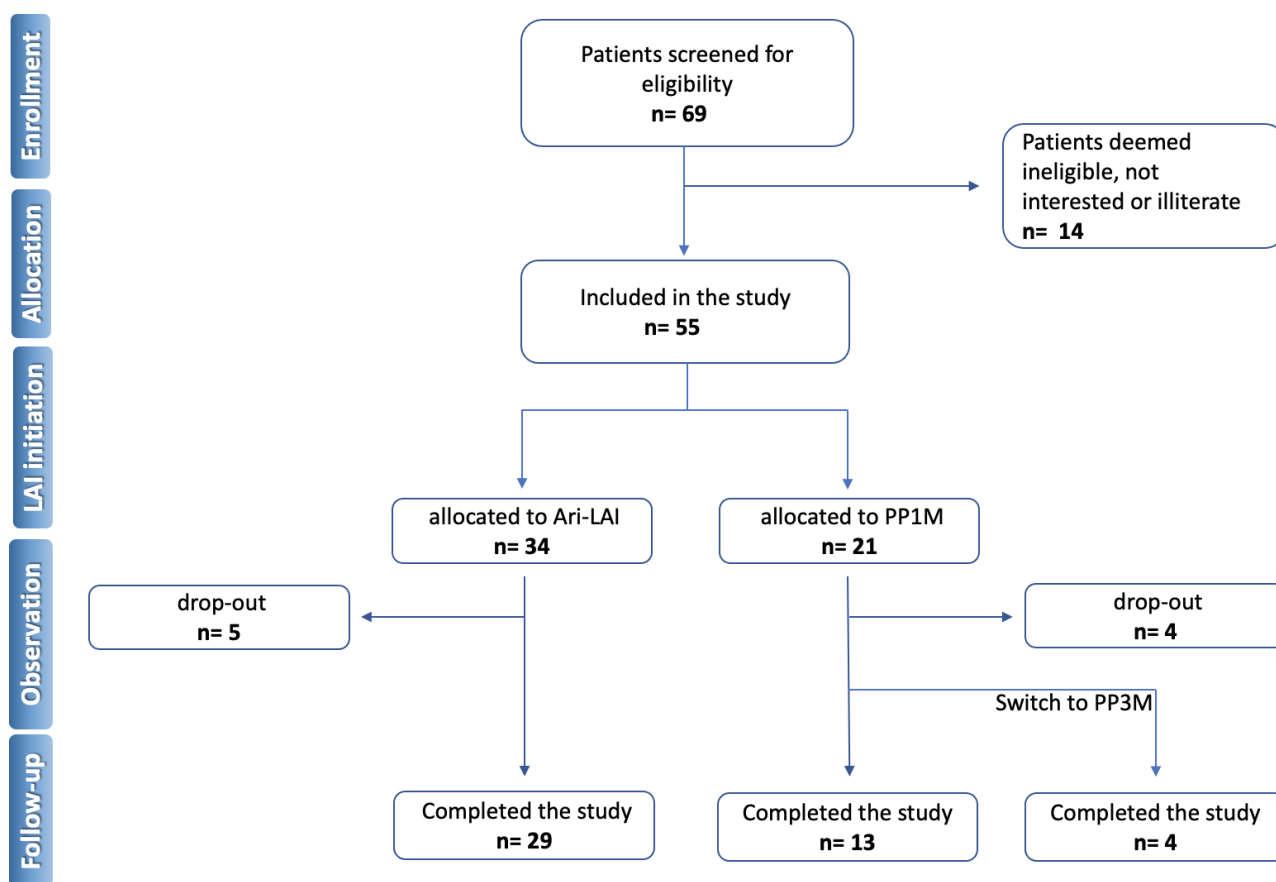 Enrollment
Patients screened for
eligibility
n= 69
Patients deemed
ineligible, not
interested or illiterate
n= 14
Allocation
Included in the study
n= 55
LAI initiation
allocated to Ari-LAI
n= 34
allocated to PP1M
n= 21
Observation
drop-out
n= 5
drop-out
n= 4
Switch to PP3M
Follow-up
Completed the study
n= 29
Completed the study
n= 13
Completed the study
n= 4